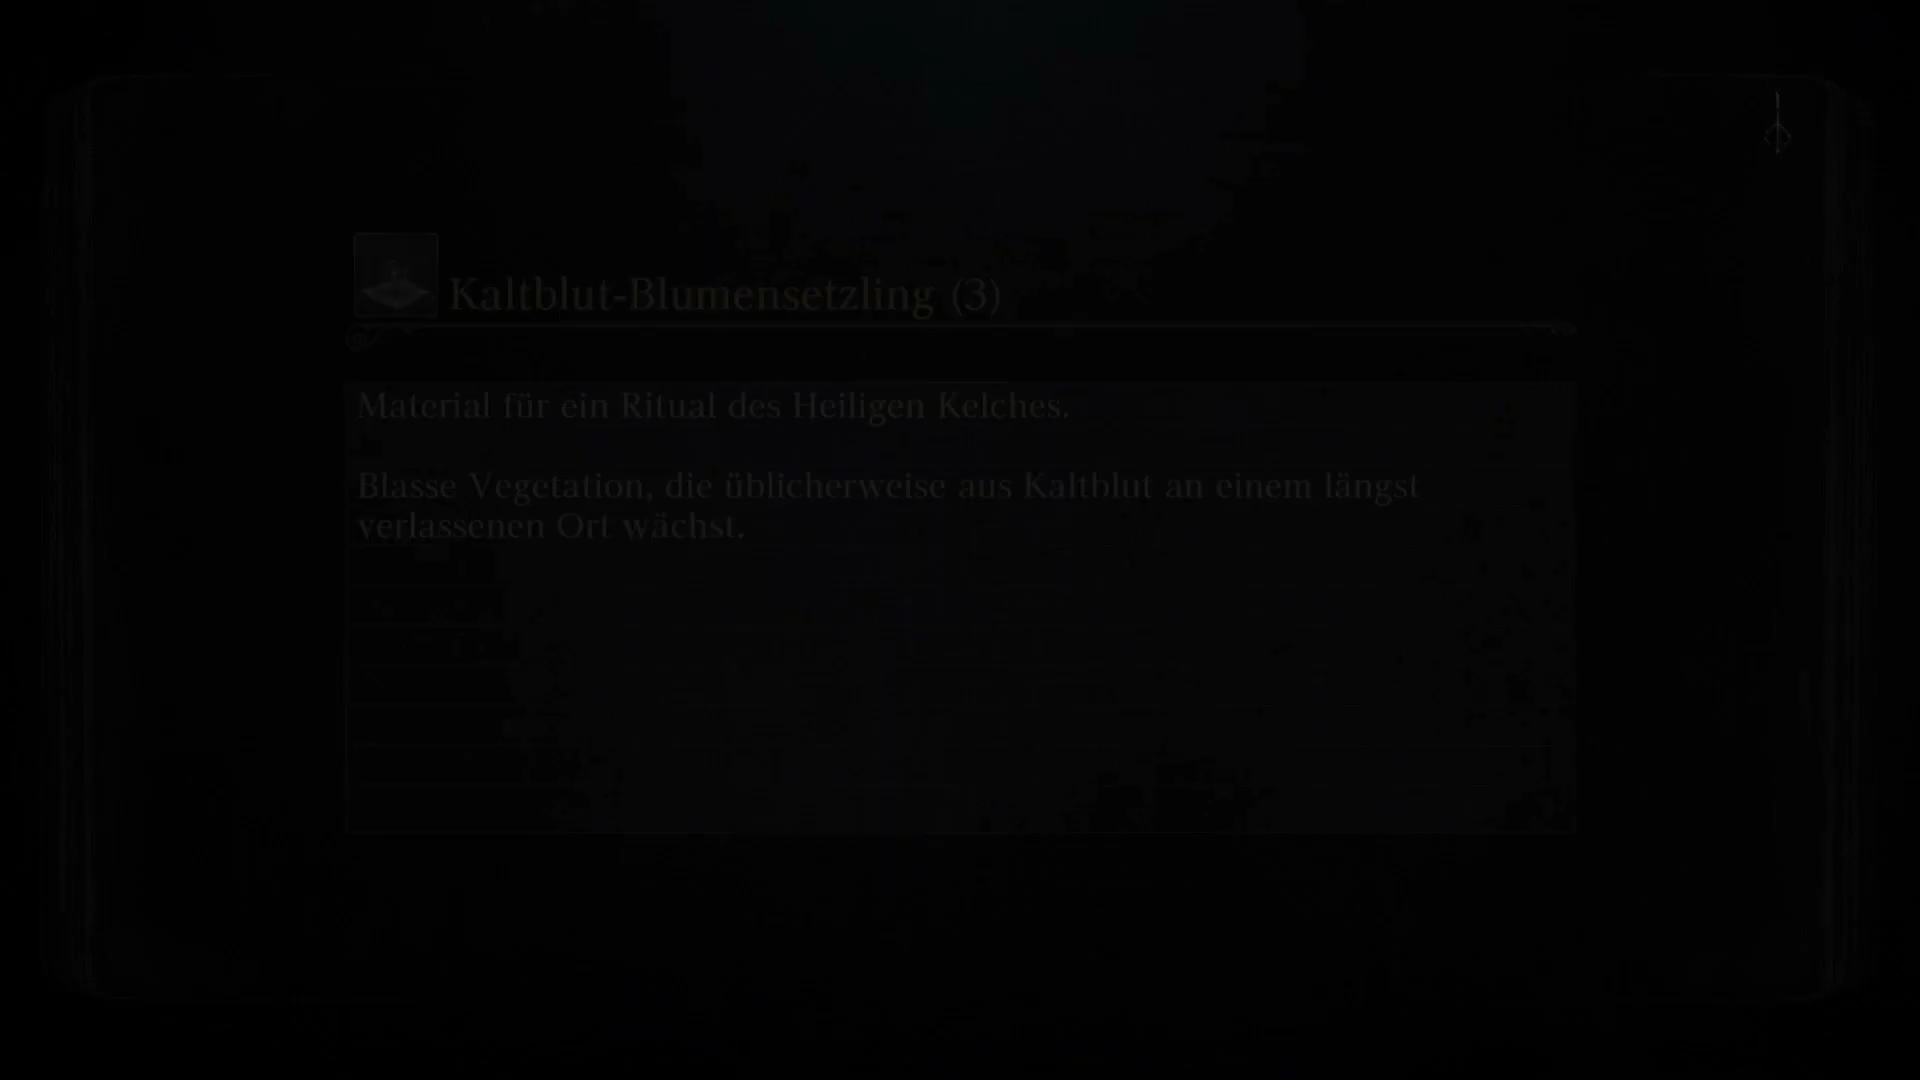 Kaltblut-Blumensetzling (3)
Material für ein Ritual des Heiligen Kelches.
Blasse Vegetation, die üblicherweise aus Kaltblut an einem längst
verlassenen Ort wächst.